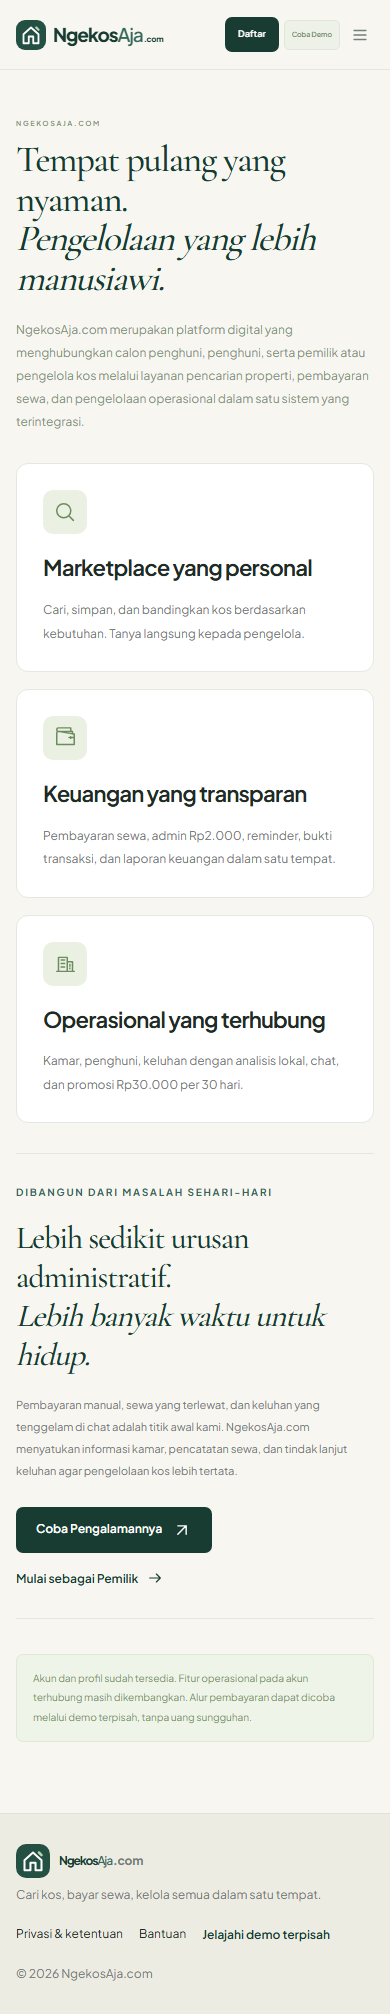 NgekosAja.com
Daftar
Coba Demo
NGEKOSAJA.COM
Tempat pulang yang
nyaman.
Pengelolaan yang lebih
manusiawi.
NgekosAja.com merupakan platform digital yang
menghubungkan calon penghuni, penghuni, serta pemilik atau
pengelola kos melalui layanan pencarian properti, pembayaran
sewa, dan pengelolaan operasional dalam satu sistem yang
terintegrasi.
Marketplace yang personal
Cari, simpan, dan bandingkan kos berdasarkan
kebutuhan. Tanya langsung kepada pengelola.
Keuangan yang transparan
Pembayaran sewa, admin Rp2.000, reminder, bukti
transaksi, dan laporan keuangan dalam satu tempat.
Operasional yang terhubung
Kamar, penghuni, keluhan dengan analisis lokal, chat,
dan promosi Rp30.000 per 30 hari.
DIBANGUN DARI MASALAH SEHARI-HARI
Lebih sedikit urusan
administratif.
Lebih banyak waktu untuk
hidup.
Pembayaran manual, sewa yang terlewat, dan keluhan yang
tenggelam di chat adalah titik awal kami. NgekosAja.com
menyatukan informasi kamar, pencatatan sewa, dan tindak lanjut
keluhan agar pengelolaan kos lebih tertata.
Coba Pengalamannya
Mulai sebagai Pemilik
Akun dan profil sudah tersedia. Fitur operasional pada akun
terhubung masih dikembangkan. Alur pembayaran dapat dicoba
melalui demo terpisah, tanpa uang sungguhan.
NgekosAja.com
Cari kos, bayar sewa, kelola semua dalam satu tempat.
Privasi & ketentuan
Bantuan
Jelajahi demo terpisah
© 2026 NgekosAja.com